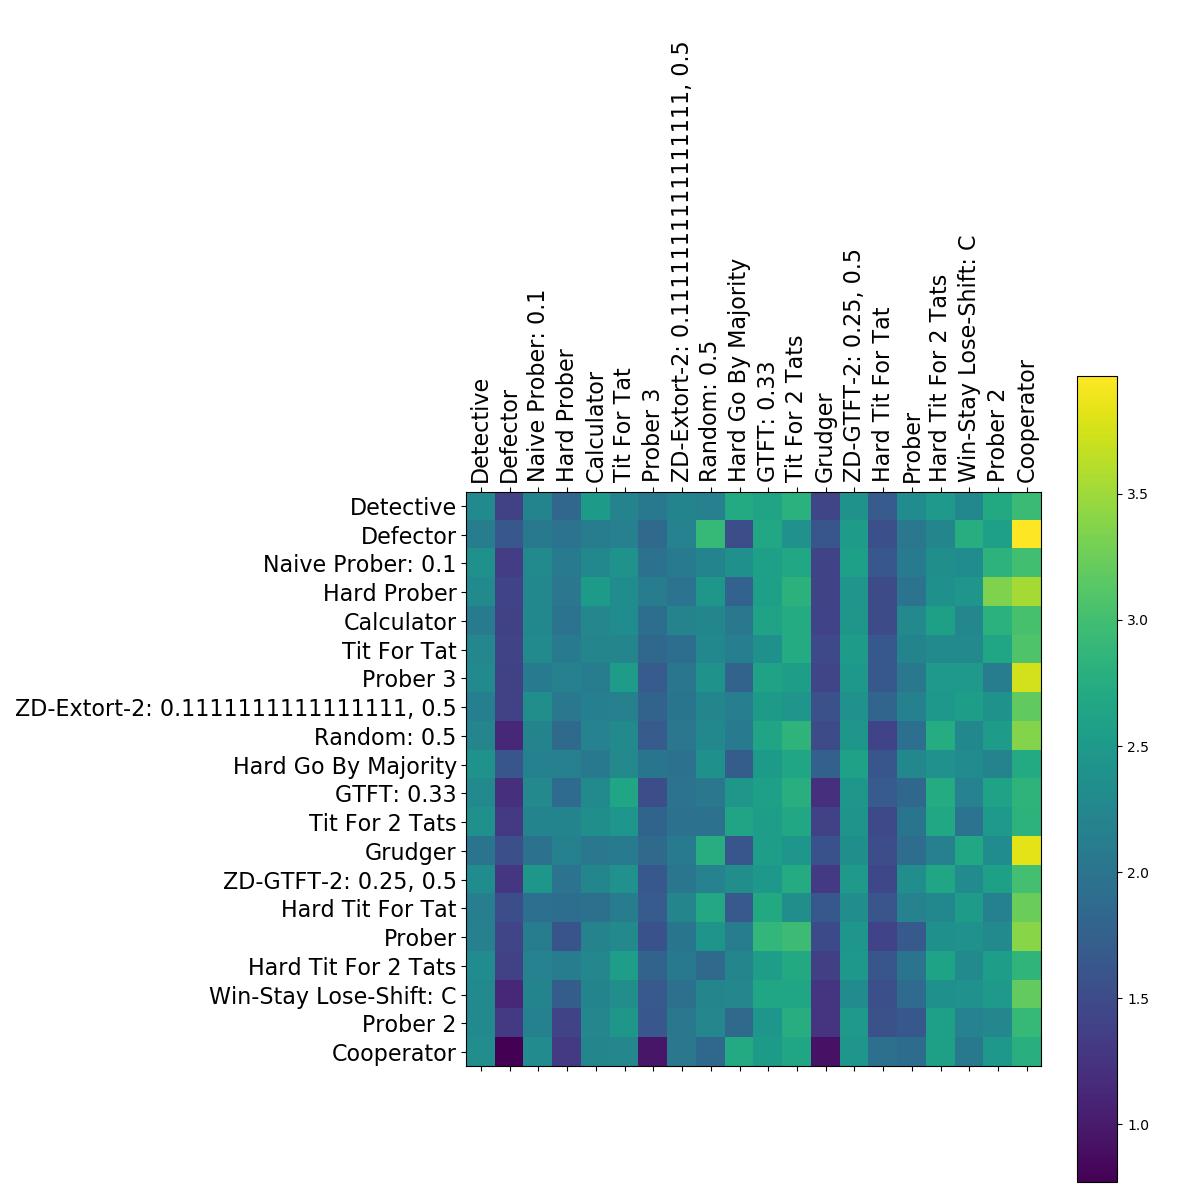 Detective
Defector
Naive Prober: 0.1
Hard Prober
Calculator
Tit For Tat
Prober 3
ZD-Extort-2: 0.1111111111111111, 0.5
Random: 0.5
Hard Go By Majority
GTFT: 0.33
Tit For 2 Tats
Grudger
ZD-GTFT-2: 0.25, 0.5
Hard Tit For Tat
Prober
Hard Tit For 2 Tats
Win-Stay Lose-Shift: C
Prober 2
Cooperator
Detective
Defector
Naive Prober: 0.1
Hard Prober
Calculator
Tit For Tat
Prober 3
ZD-Extort-2: 0.1111111111111111, 0.5
Random: 0.5
Hard Go By Majority
GTFT: 0.33
Tit For 2 Tats
Grudger
ZD-GTFT-2: 0.25, 0.5
Hard Tit For Tat
Prober
Hard Tit For 2 Tats
Win-Stay Lose-Shift: C
Prober 2
Cooperator
3.5
3.0
2.5
2.0
1.5
1.0